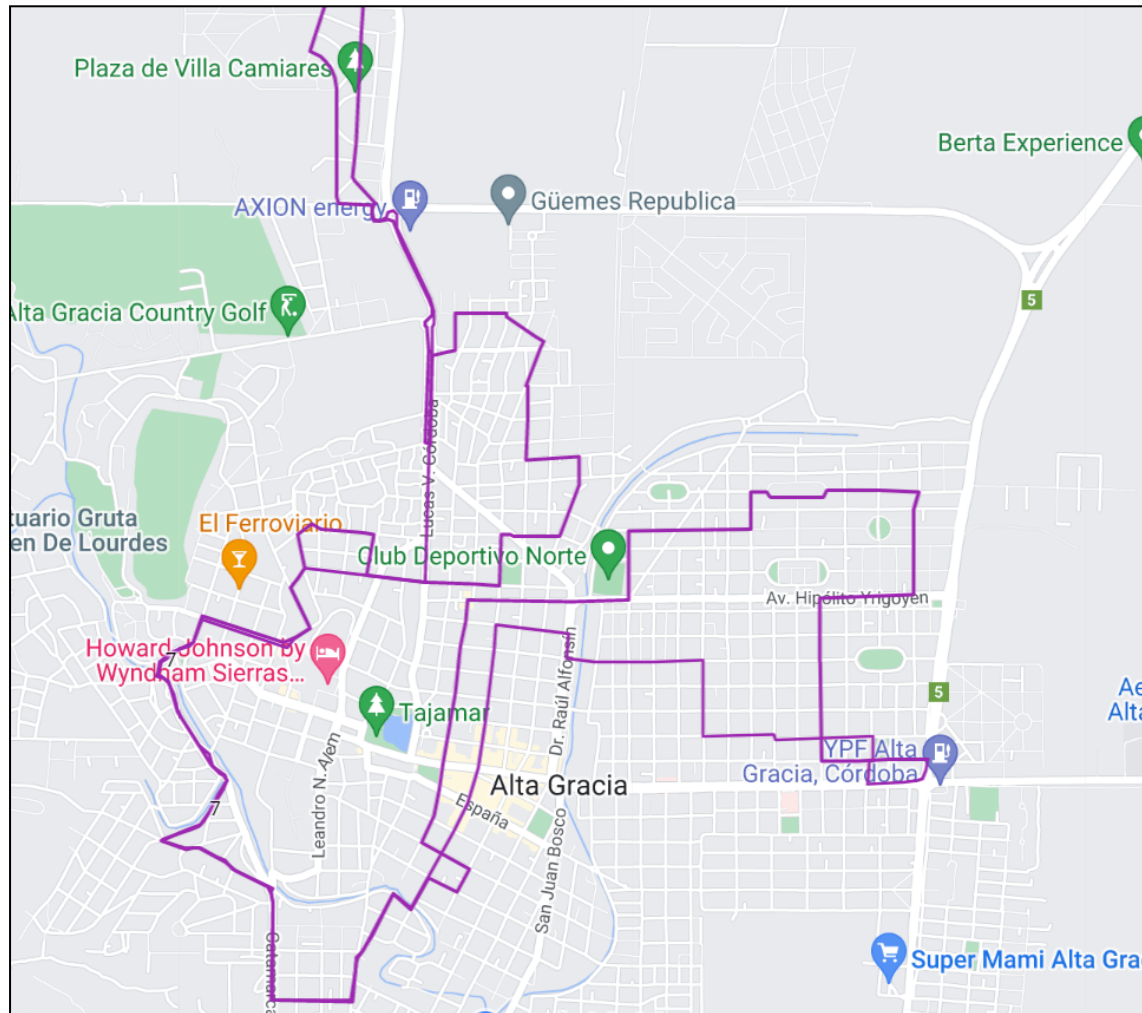 Plaza de Villa Camiares
Berta Experience
AXION energy
Güemes Republica
5
Alta Gracia Country Golf
Lucas V. Córdoba
tuario Gruta
en De Lourdes
El Ferroviario
Club Deportivo Norte
Av. Hipólito Yrigoyen
Howard Johnson by
Wyndham Sierras...
7
Dr. Raúl Alfonsín
5
Ae
Alta
Tajamar
YPF Alta
Gracia, Córdoba
Leandro N. Alem
Alta Gracia
España
7
San Juan Bosco
Catamarca
Super Mami Alta Grac